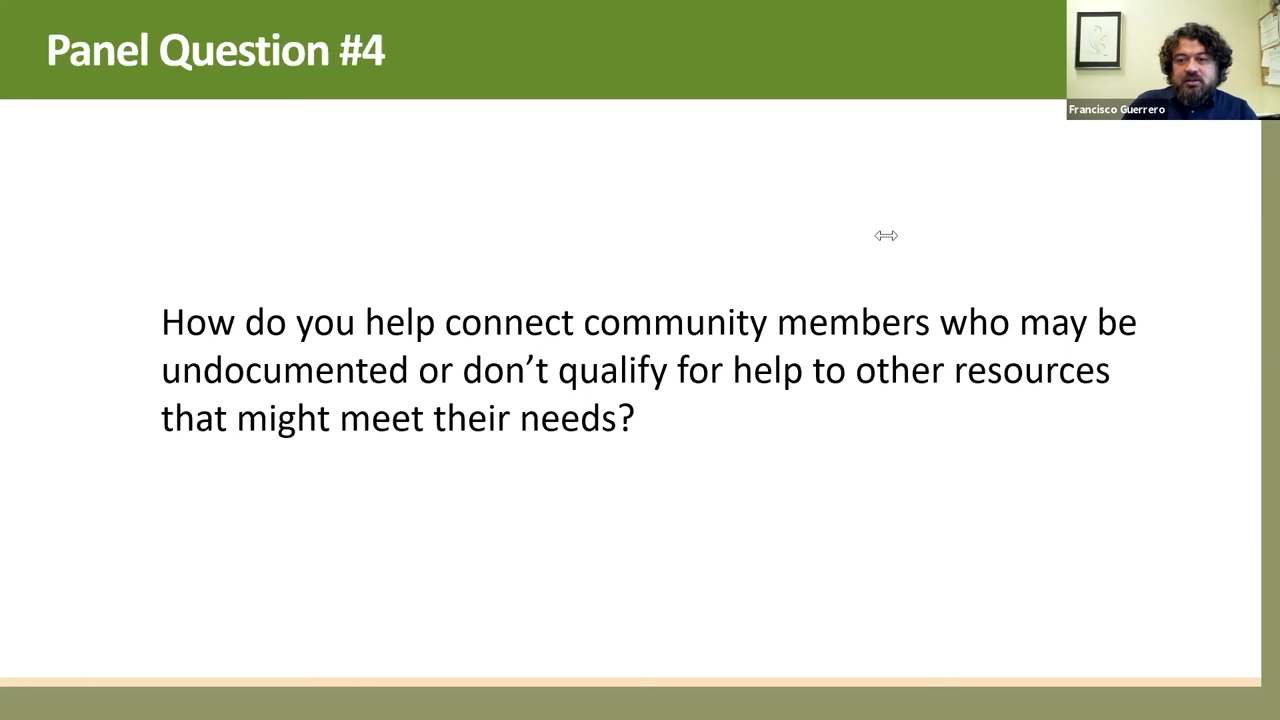 Panel Question #4
Francisco Guerrero
How do you help connect community members who may be
undocumented or don’t qualify for help to other resources
that might meet their needs?